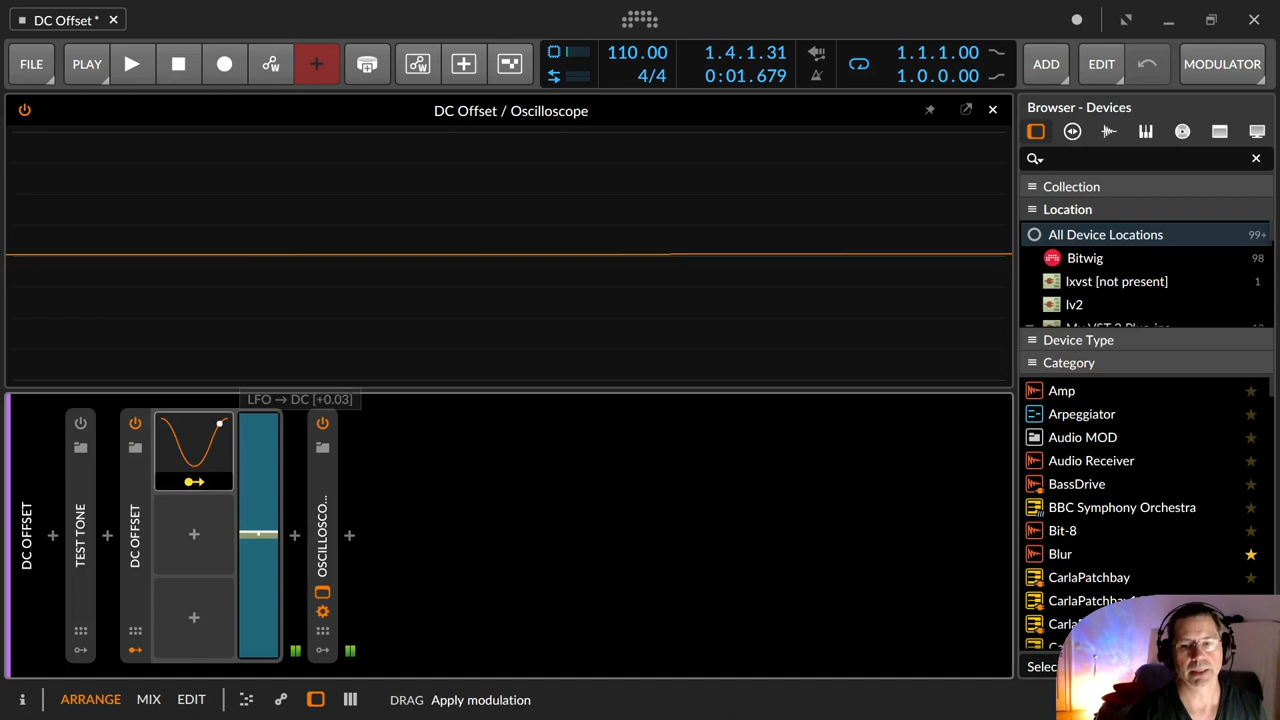 DC Offset *
FILE
PLAY
110.00
4/4
1.4.1.31
0:01.679
1.1.1.00
1.0.0.00
ADD
EDIT
MODULATOR
DC Offset / Oscilloscope
Browser - Devices
Collection
Location
All Device Locations 99+
Bitwig 98
lxvst [not present] 1
lv2
Device Type
Category
Amp
Arpeggiator
Audio MOD
Audio Receiver
BassDrive
BBC Symphony Orchestra
Bit-8
Blur
CarlaPatchbay
LFO → DC [+0.03]
DC OFFSET
TEST TONE
DC OFFSET
OSCILLOSCO...
ARRANGE
MIX
EDIT
DRAG Apply modulation